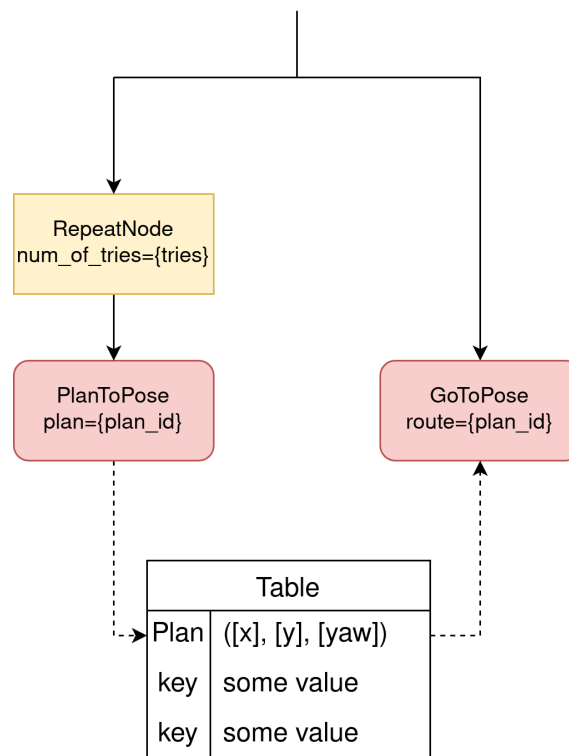 RepeatNode
num_of_tries={tries}
PlanToPose
plan={plan_id}
GoToPose
route={plan_id}
Table
Plan ([x], [y], [yaw])
key some value
key some value